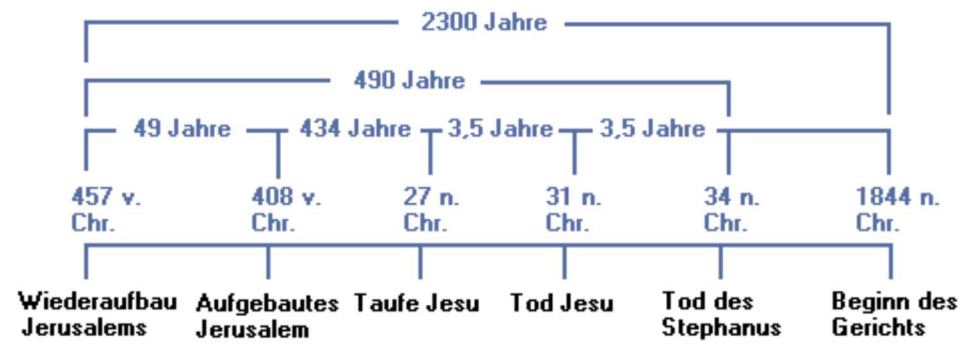 2300 Jahre
490 Jahre
49 Jahre 434 Jahre 3,5 Jahre 3,5 Jahre
457 v. 408 v. 27 n. 31 n. 34 n. 1844 n.
Chr. Chr. Chr. Chr. Chr. Chr.
Wiederaufbau Aufgebautes Taufe Jesu Tod Jesu Tod des Beginn des
Jerusalems Jerusalem Stephanus Gerichts